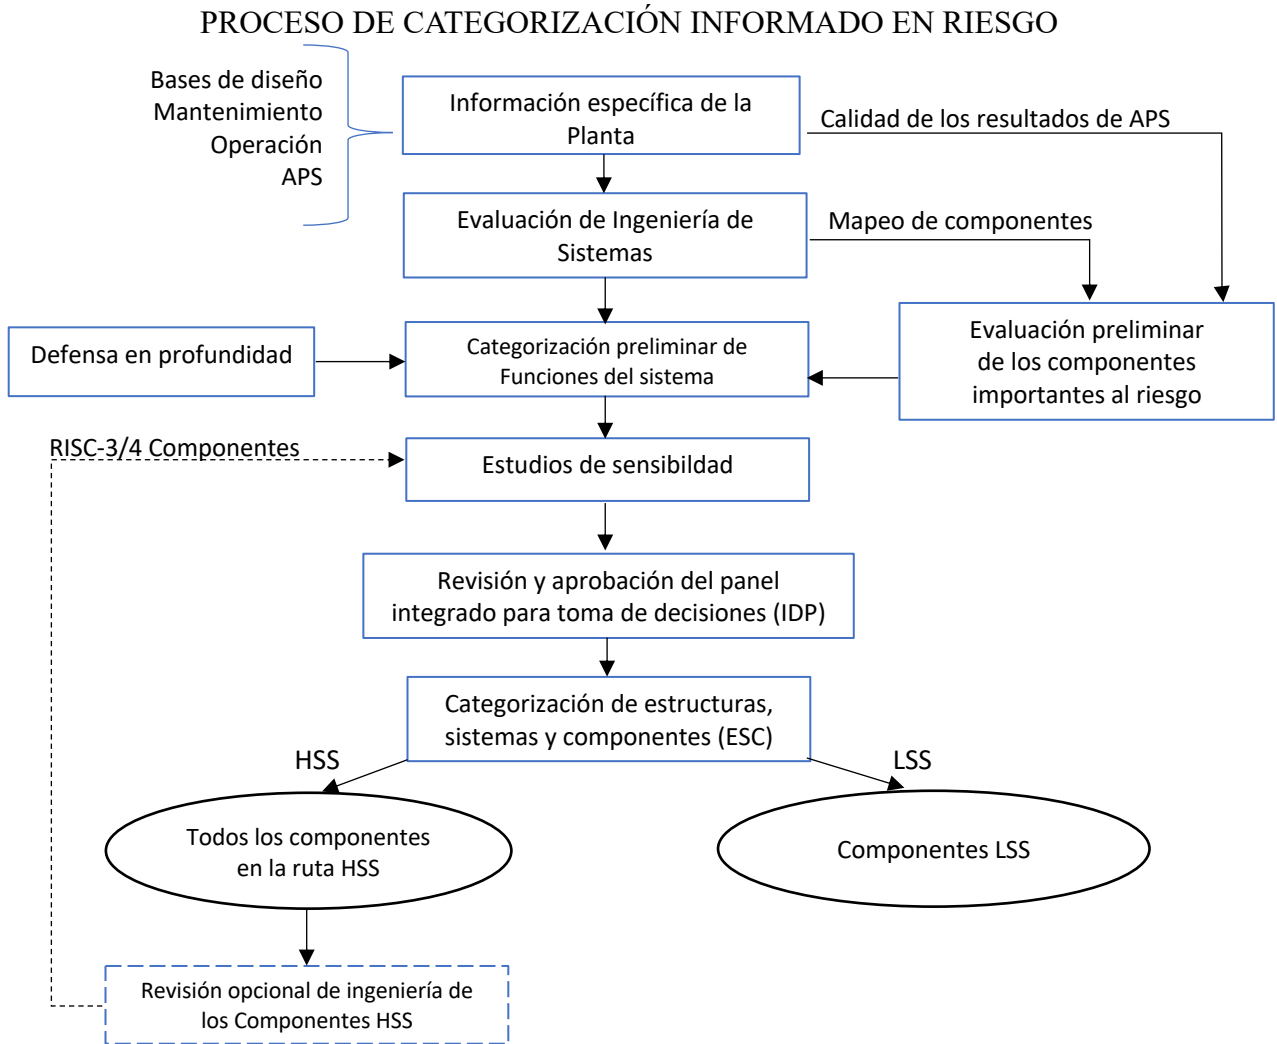 PROCESO DE CATEGORIZACIÓN INFORMADO EN RIESGO
Bases de diseño
Mantenimiento
Operación
APS
Información específica de la
Planta
Calidad de los resultados de APS
Evaluación de Ingeniería de
Sistemas
Mapeo de componentes
Defensa en profundidad
Categorización preliminar de
Funciones del sistema
Evaluación preliminar
de los componentes
importantes al riesgo
RISC-3/4 Componentes
Estudios de sensibildad
Revisión y aprobación del panel
integrado para toma de decisiones (IDP)
Categorización de estructuras,
sistemas y componentes (ESC)
HSS
LSS
Todos los componentes
en la ruta HSS
Componentes LSS
Revisión opcional de ingeniería de
los Componentes HSS